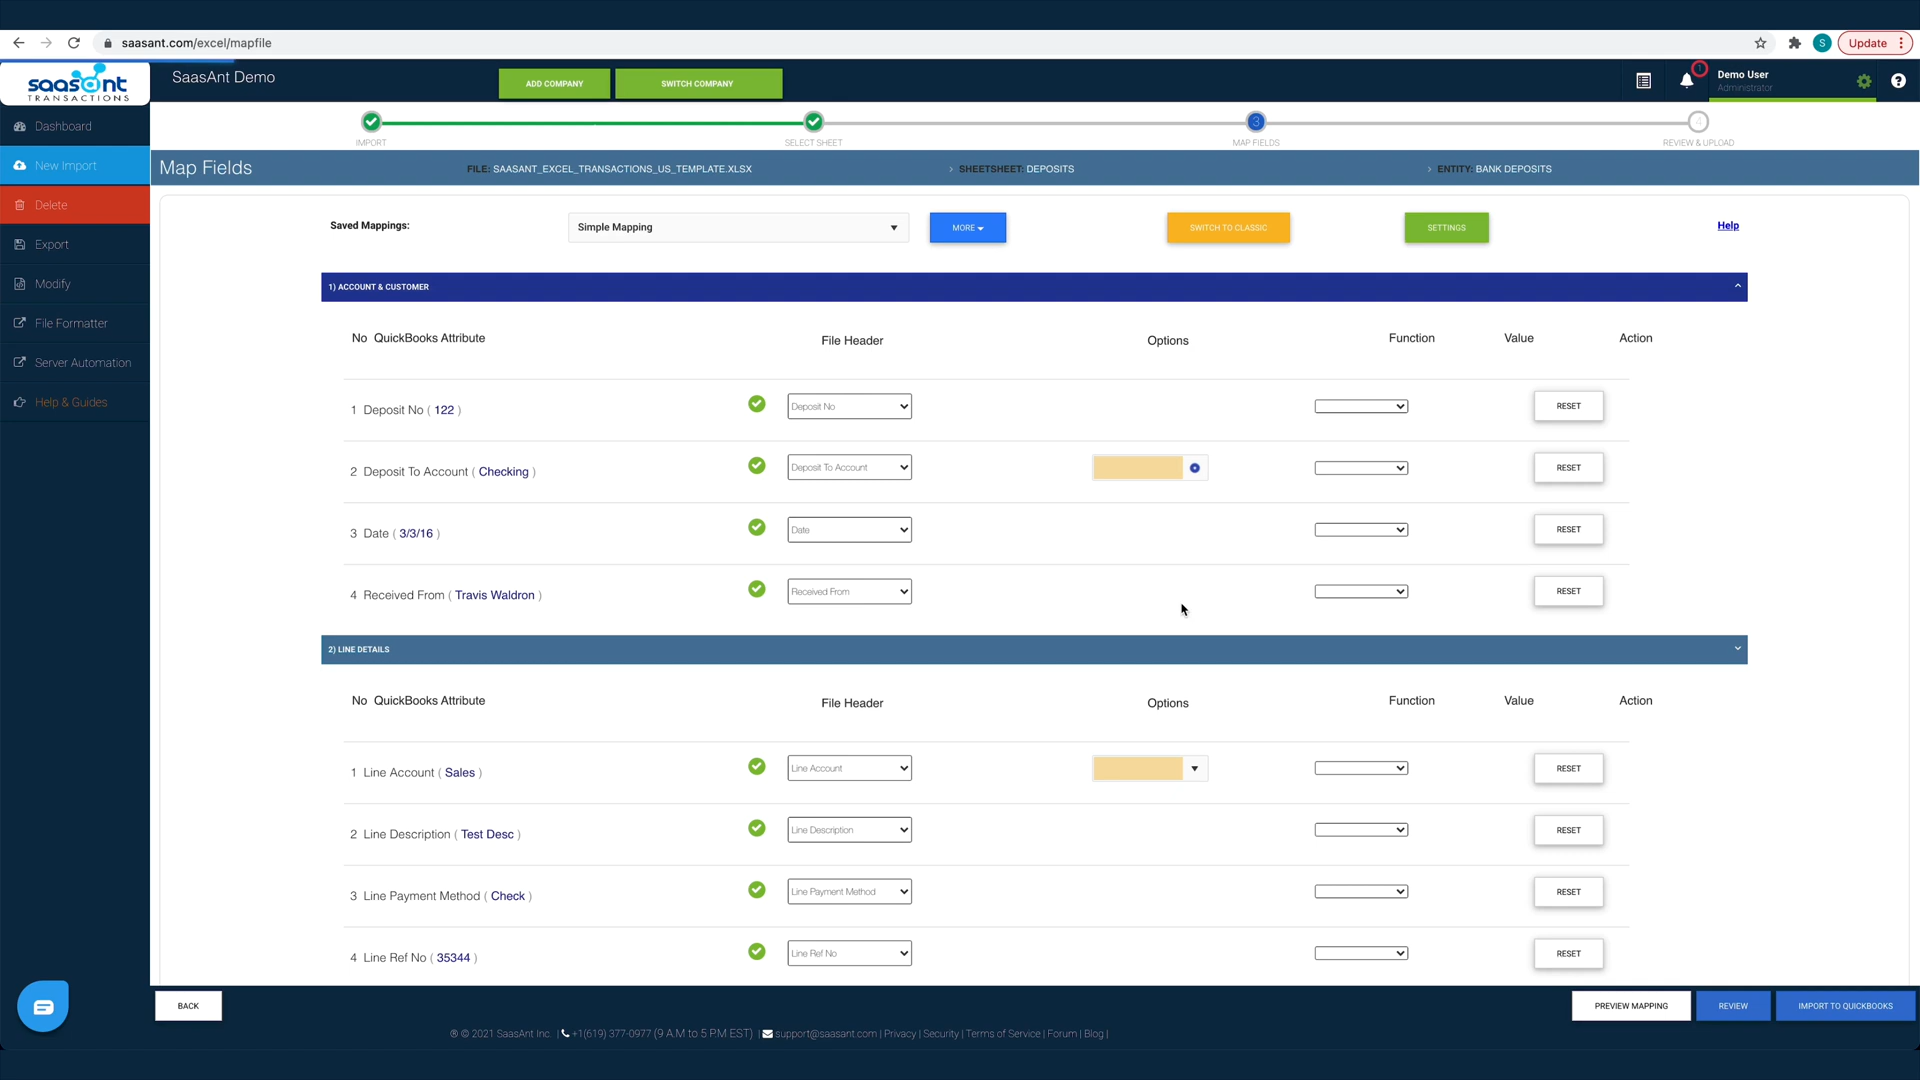 saasant.com/excel/mapfile
S
Update
saasant
TRANSACTIONS
SaasAnt Demo
ADD COMPANY
SWITCH COMPANY
1
Demo User
Administrator
Dashboard
New Import
Delete
Export
Modify
File Formatter
Server Automation
Help & Guides
IMPORT
SELECT SHEET
3
MAP FIELDS
4
REVIEW & UPLOAD
Map Fields
FILE: SAASANT_EXCEL_TRANSACTIONS_US_TEMPLATE.XLSX
› SHEETSHEET: DEPOSITS
› ENTITY: BANK DEPOSITS
Saved Mappings:
Simple Mapping
MORE
SWITCH TO CLASSIC
SETTINGS
Help
1) ACCOUNT & CUSTOMER
No QuickBooks Attribute File Header Options Function Value Action
1 Deposit No ( 122 ) Deposit No RESET
2 Deposit To Account ( Checking ) Deposit To Account RESET
3 Date ( 3/3/16 ) Date RESET
4 Received From ( Travis Waldron ) Received From RESET
2) LINE DETAILS
No QuickBooks Attribute File Header Options Function Value Action
1 Line Account ( Sales ) Line Account RESET
2 Line Description ( Test Desc ) Line Description RESET
3 Line Payment Method ( Check ) Line Payment Method RESET
4 Line Ref No ( 35344 ) Line Ref No RESET
BACK
PREVIEW MAPPING
REVIEW
IMPORT TO QUICKBOOKS
® © 2021 SaasAnt Inc. | +1(619) 377-0977 (9 A.M to 5 P.M EST) | support@saasant.com | Privacy | Security | Terms of Service | Forum | Blog |